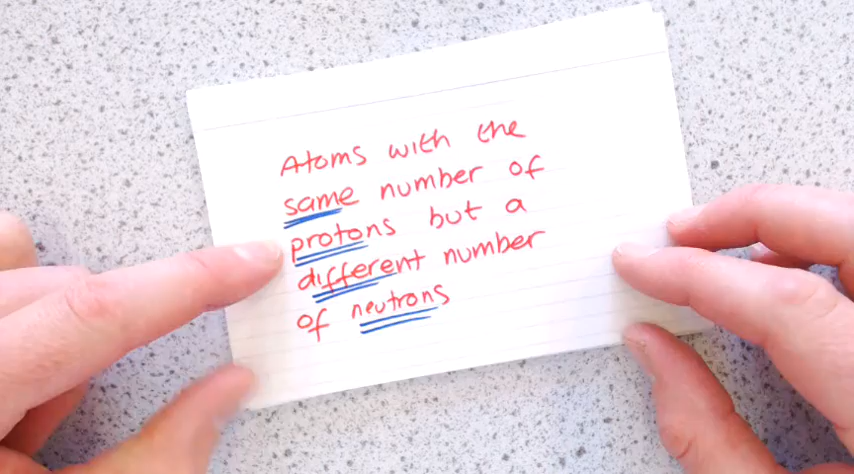 Atoms with the
same number of
protons but a
different number
of neutrons